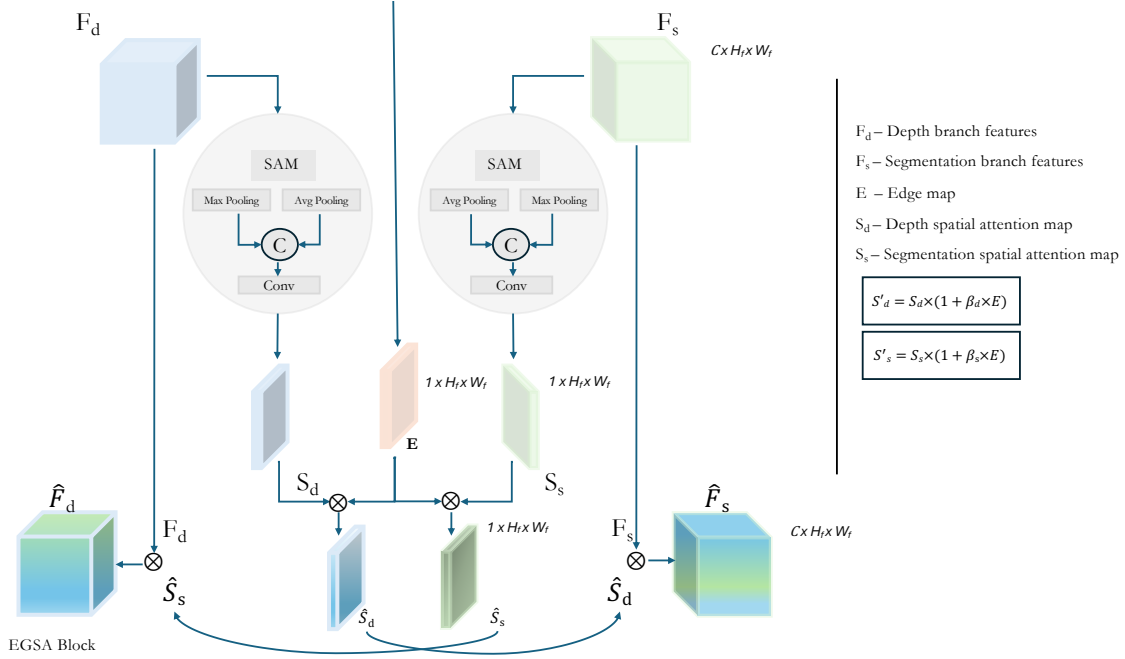 F_d
F_s
C x H_f x W_f
SAM
SAM
Max Pooling
Avg Pooling
Avg Pooling
Max Pooling
C
C
Conv
Conv
F_d – Depth branch features
F_s – Segmentation branch features
E – Edge map
S_d – Depth spatial attention map
S_s – Segmentation spatial attention map
S'_d = S_d×(1 + β_d×E)
S'_s = S_s×(1 + β_s×E)
1 x H_f x W_f
1 x H_f x W_f
E
S_d
S_s
F̂_d
F̂_s
F_d
1 x H_f x W_f
F_s
C x H_f x W_f
Ŝ_s
Ŝ_d
Ŝ_d
Ŝ_s
EGSA Block